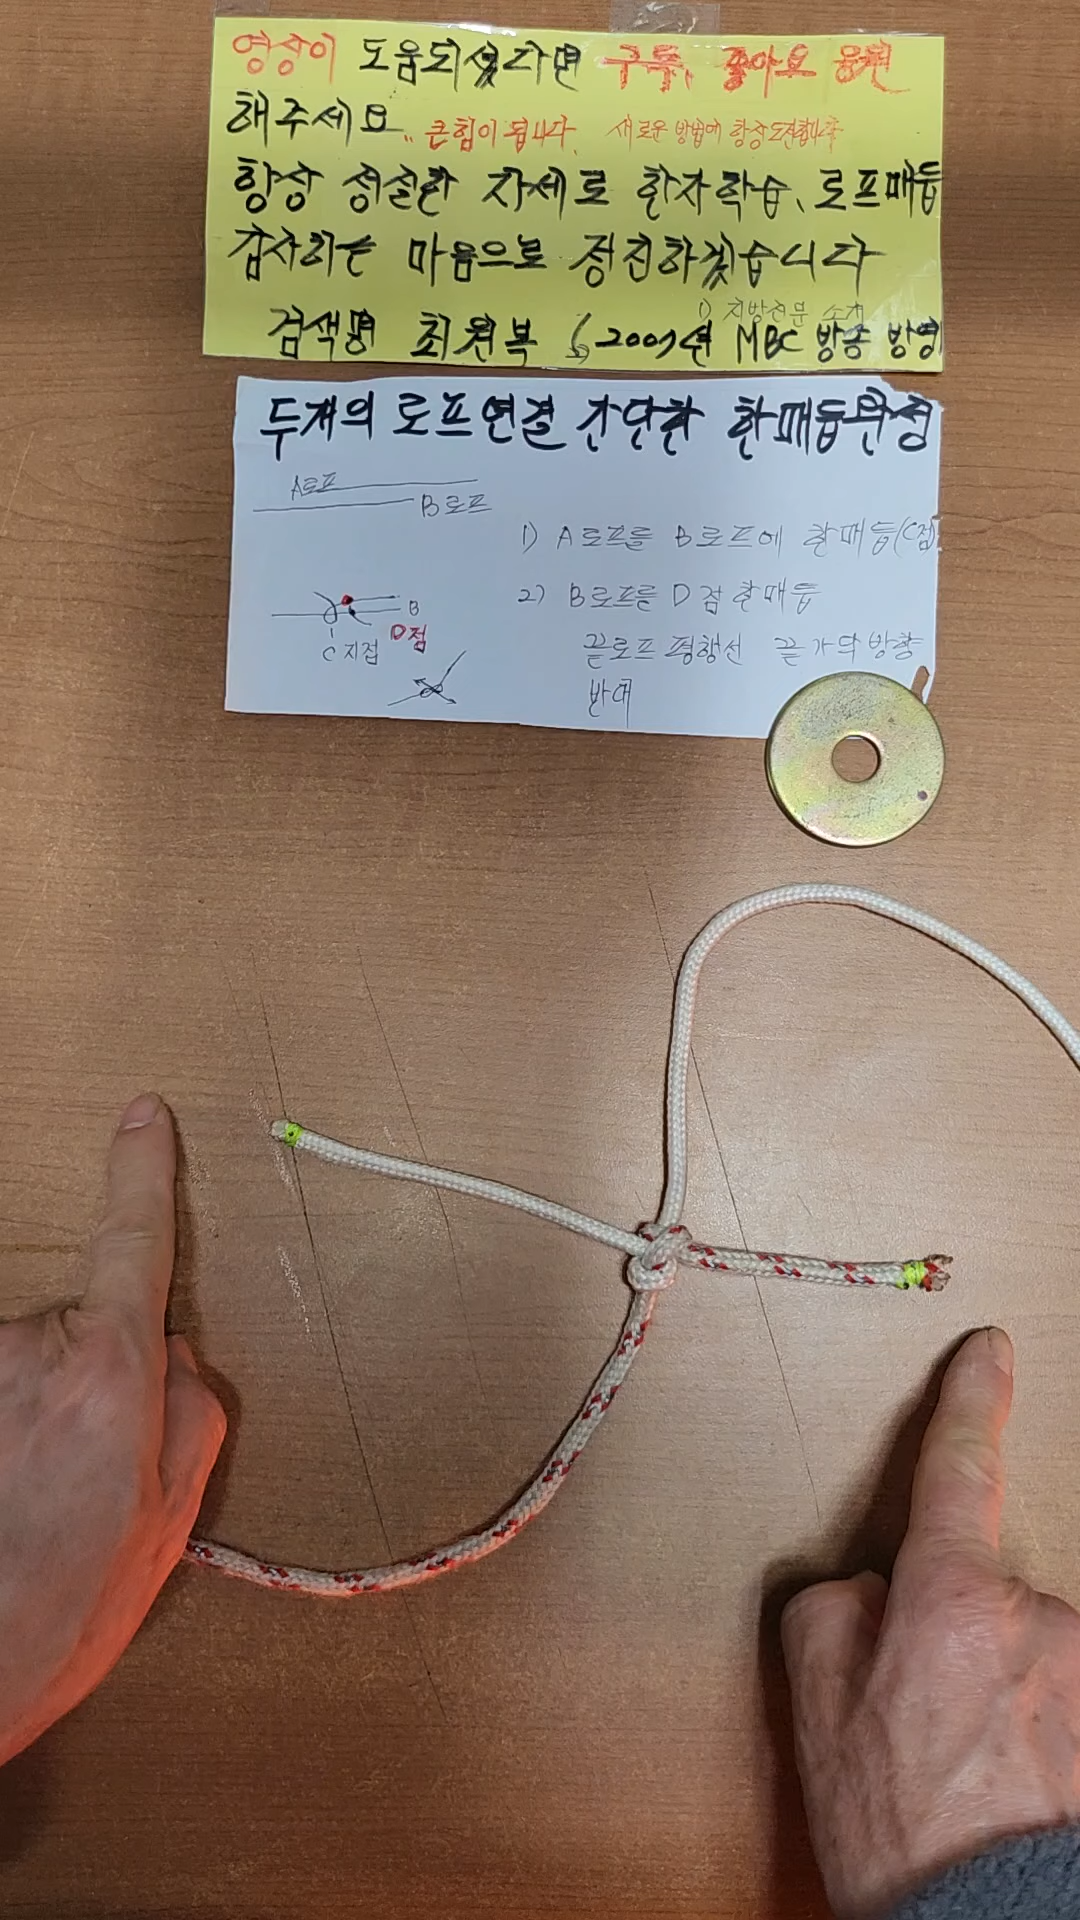 영상이 도움되셨다면 구독, 좋아요 응원
해주세요.. 큰힘이 됩니다. 새로운 방법에 항상도전합니다
항상 성실한 자세로 한자학습, 로프매듭
감사하는 마음으로 정진하겠습니다
1) 지방전문 소개
검색명 최원복 2007년 MBC 방송 방영
두개의 로프연결 간단한 한매듭완성
A로프
B로프
1) A로프를 B로프에 한매듭(C점)
2) B로프를 D점 한매듭
B
D점
C지점
끝로프 평행선 끝가닥 방향
반대